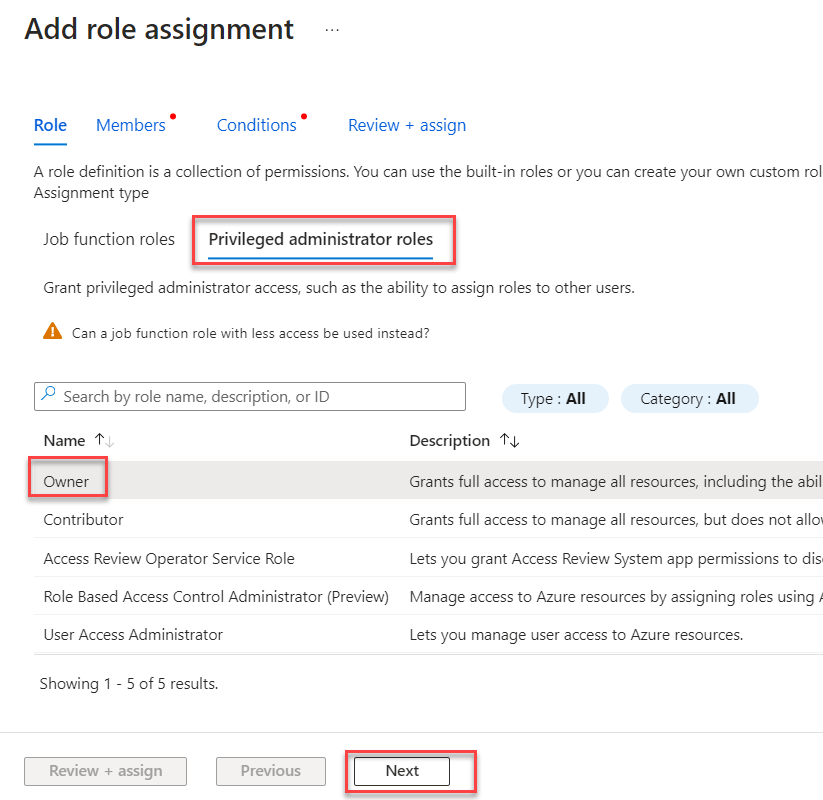 Add role assignment ...
Role Members Conditions Review + assign
A role definition is a collection of permissions. You can use the built-in roles or you can create your own custom rol
Assignment type
Job function roles Privileged administrator roles
Grant privileged administrator access, such as the ability to assign roles to other users.
Can a job function role with less access be used instead?
Search by role name, description, or ID Type : All Category : All
Name ↑↓ Description ↑↓
Owner Grants full access to manage all resources, including the abil
Contributor Grants full access to manage all resources, but does not allow
Access Review Operator Service Role Lets you grant Access Review System app permissions to disc
Role Based Access Control Administrator (Preview) Manage access to Azure resources by assigning roles using A
User Access Administrator Lets you manage user access to Azure resources.
Showing 1 - 5 of 5 results.
Review + assign Previous Next